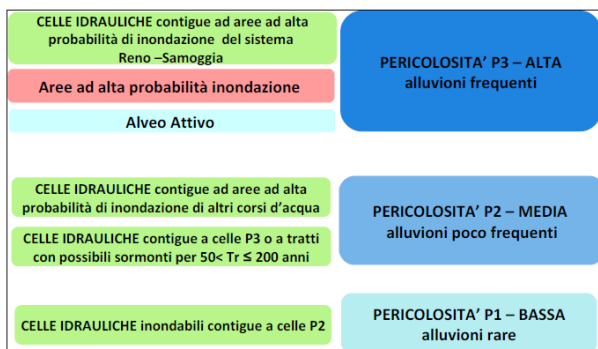 CELLE IDRAULICHE contigue ad aree ad alta
probabilità di inondazione del sistema
Reno –Samoggia
Aree ad alta probabilità inondazione
Alveo Attivo
PERICOLOSITA' P3 – ALTA
alluvioni frequenti
CELLE IDRAULICHE contigue ad aree ad alta
probabilità di inondazione di altri corsi d'acqua
CELLE IDRAULICHE contigue a celle P3 o a tratti
con possibili sormonti per 50< Tr ≤ 200 anni
PERICOLOSITA' P2 – MEDIA
alluvioni poco frequenti
CELLE IDRAULICHE inondabili contigue a celle P2
PERICOLOSITA' P1 – BASSA
alluvioni rare